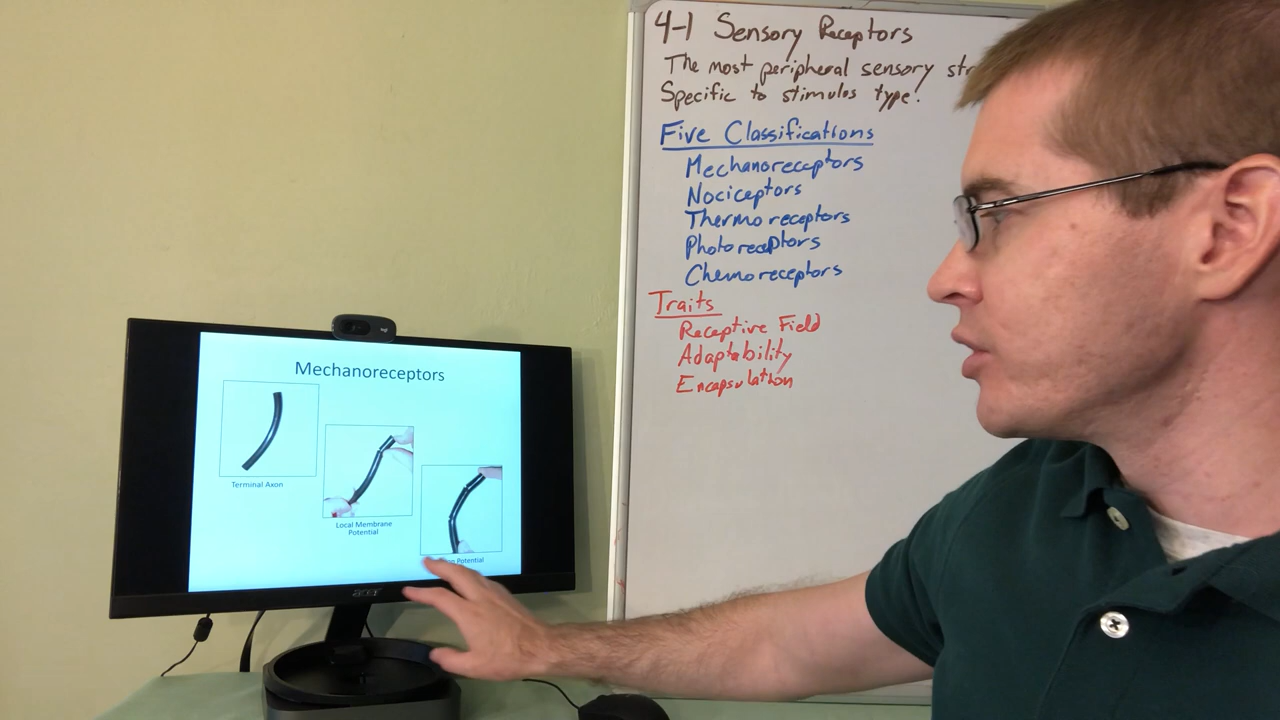 4-1 Sensory Receptors
The most peripheral sensory
Specific to stimulus type!
Five Classifications
Mechanoreceptors
Nociceptors
Thermoreceptors
Photoreceptors
Chemoreceptors
Traits
Receptive Field
Adaptability
Encapsulation
Mechanoreceptors
Terminal Axon
Local Membrane
Potential
Potential
acer